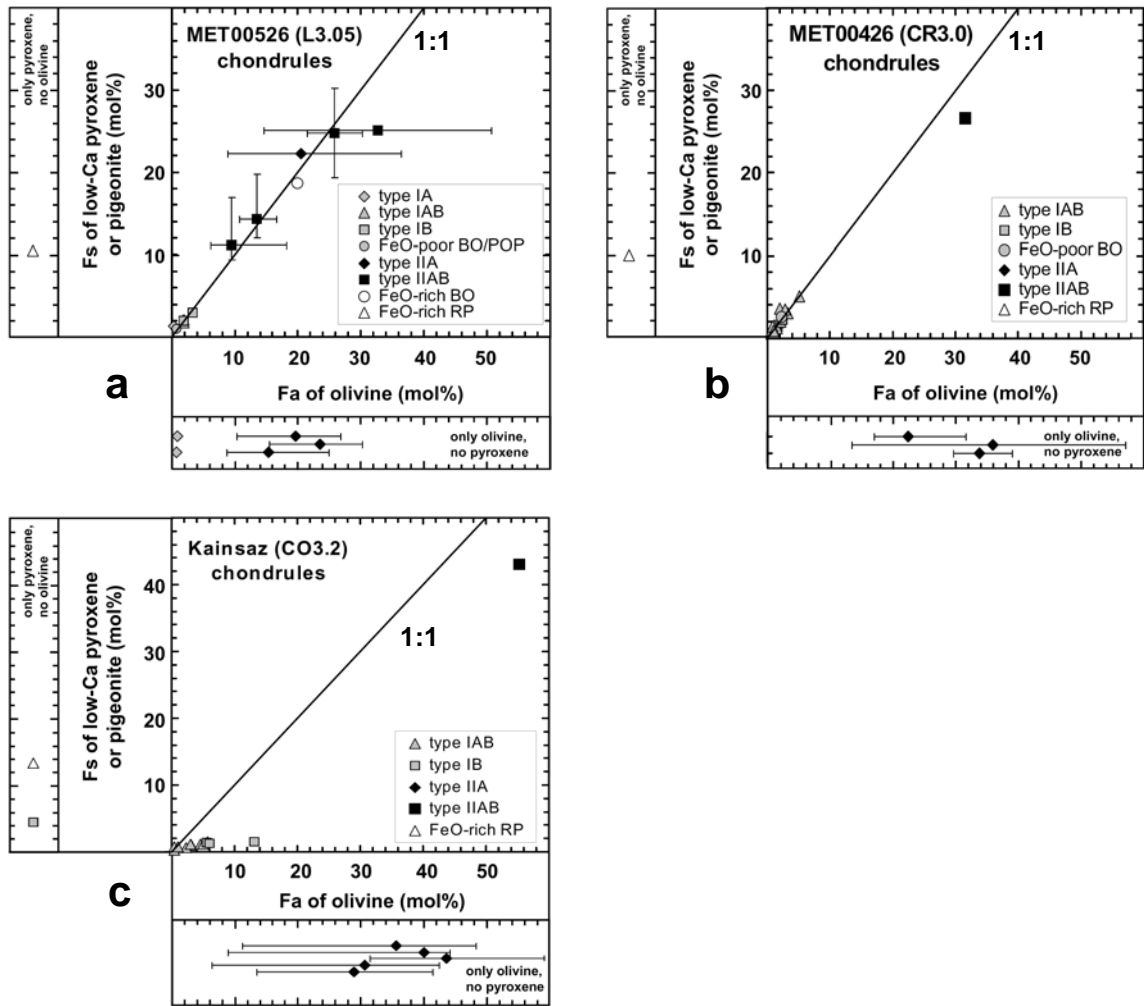 only pyroxene,
no olivine
Fs of low-Ca pyroxene
or pigeonite (mol%)
MET00526 (L3.05)
chondrules
1:1
30
20
10
type IA
type IAB
type IB
FeO-poor BO/POP
type IIA
type IIAB
FeO-rich BO
FeO-rich RP
10 20 30 40 50
Fa of olivine (mol%)
a
only olivine,
no pyroxene
only pyroxene,
no olivine
Fs of low-Ca pyroxene
or pigeonite (mol%)
MET00426 (CR3.0)
chondrules
1:1
30
20
10
type IAB
type IB
FeO-poor BO
type IIA
type IIAB
FeO-rich RP
10 20 30 40 50
Fa of olivine (mol%)
b
only olivine,
no pyroxene
only pyroxene,
no olivine
Fs of low-Ca pyroxene
or pigeonite (mol%)
Kainsaz (CO3.2)
chondrules
1:1
40
30
20
10
type IAB
type IB
type IIA
type IIAB
FeO-rich RP
10 20 30 40 50
Fa of olivine (mol%)
c
only olivine,
no pyroxene